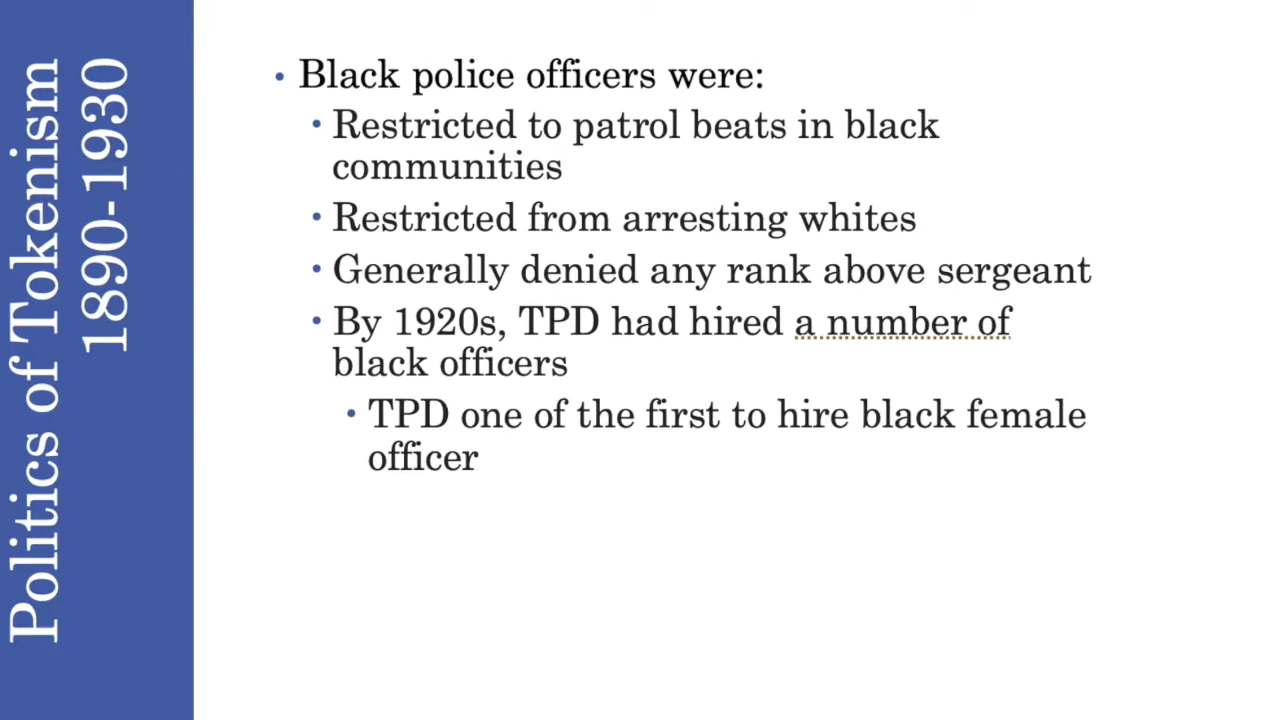 Politics of Tokenism
1890-1930
• Black police officers were:
• Restricted to patrol beats in black
communities
• Restricted from arresting whites
• Generally denied any rank above sergeant
• By 1920s, TPD had hired a number of
black officers
• TPD one of the first to hire black female
officer